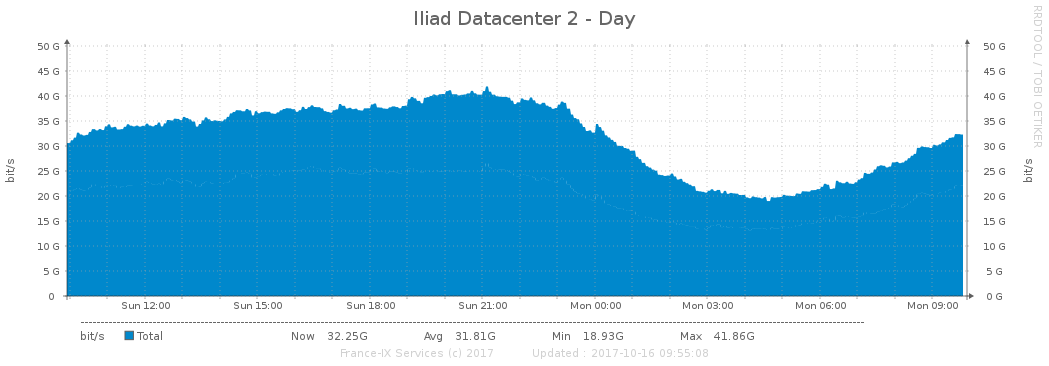 Iliad Datacenter 2 - Day
RRDTOOL / TOBI OETIKER
bit/s
50 G 50 G
45 G 45 G
40 G 40 G
35 G 35 G
30 G 30 G
25 G 25 G
20 G 20 G
15 G 15 G
10 G 10 G
5 G 5 G
0 0 G
bit/s
Sun 12:00 Sun 15:00 Sun 18:00 Sun 21:00 Mon 00:00 Mon 03:00 Mon 06:00 Mon 09:00
bit/s Total Now 32.25G Avg 31.81G Min 18.93G Max 41.86G
France-IX Services (c) 2017 Updated : 2017-10-16 09:55:08